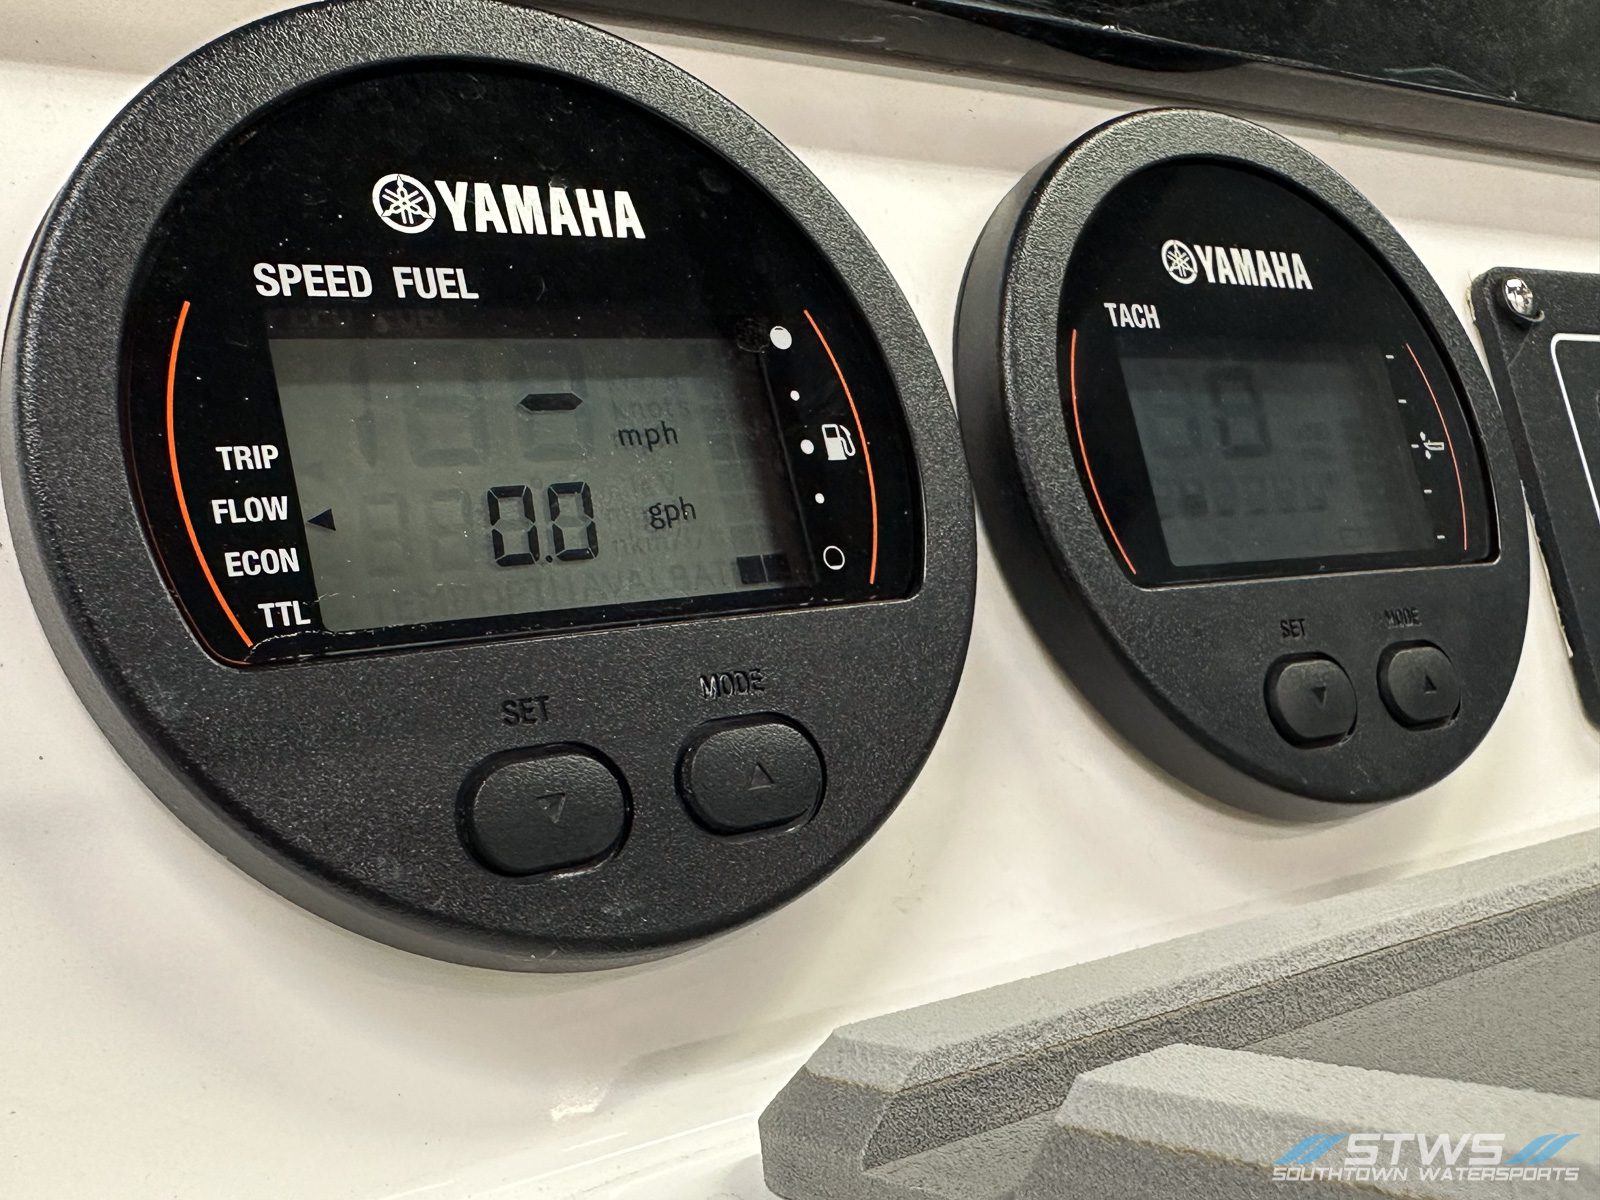 YAMAHA
SPEED FUEL
mph
TRIP
FLOW
0.0 gph
ECON
TTL
SET MODE
YAMAHA
TACH
0
SET MODE
STWS
SOUTHTOWN WATERSPORTS